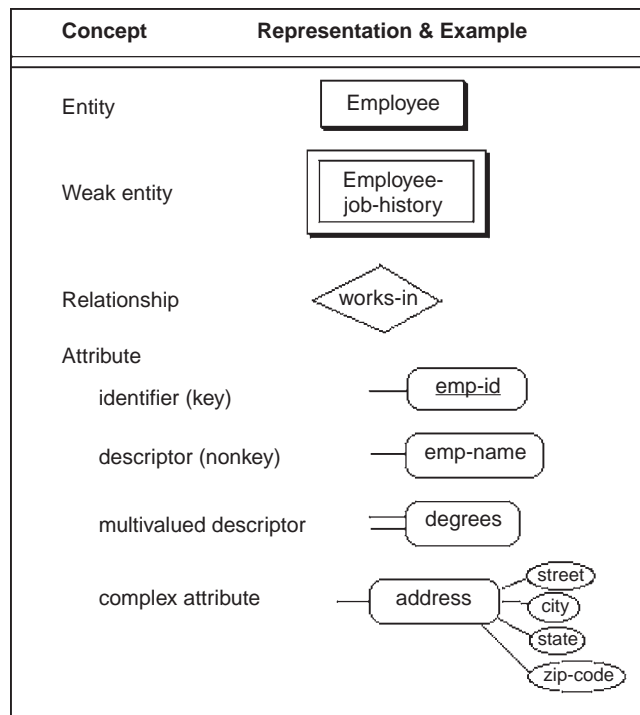 Concept Representation & Example
Entity Employee
Weak entity Employee-
job-history
Relationship works-in
Attribute
identifier (key) emp-id
descriptor (nonkey) emp-name
multivalued descriptor degrees
complex attribute address
street
city
state
zip-code